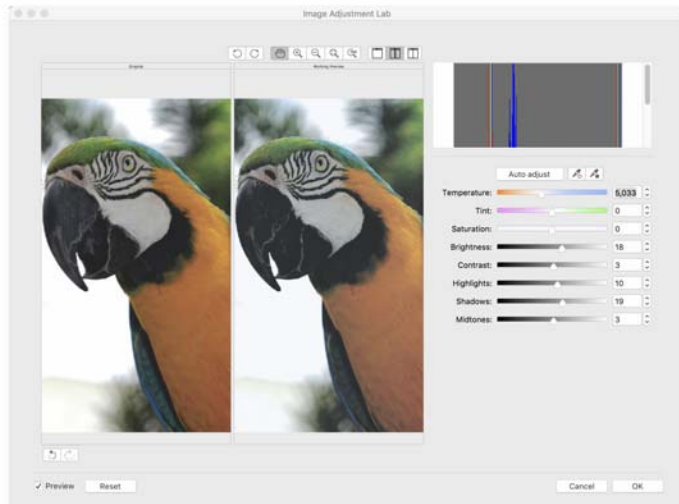 Image Adjustment Lab
Original
Working Preview
Auto adjust
Temperature: 5,033
Tint: 0
Saturation: 0
Brightness: 18
Contrast: 3
Highlights: 10
Shadows: 19
Midtones: 3
Preview
Reset
Cancel
OK